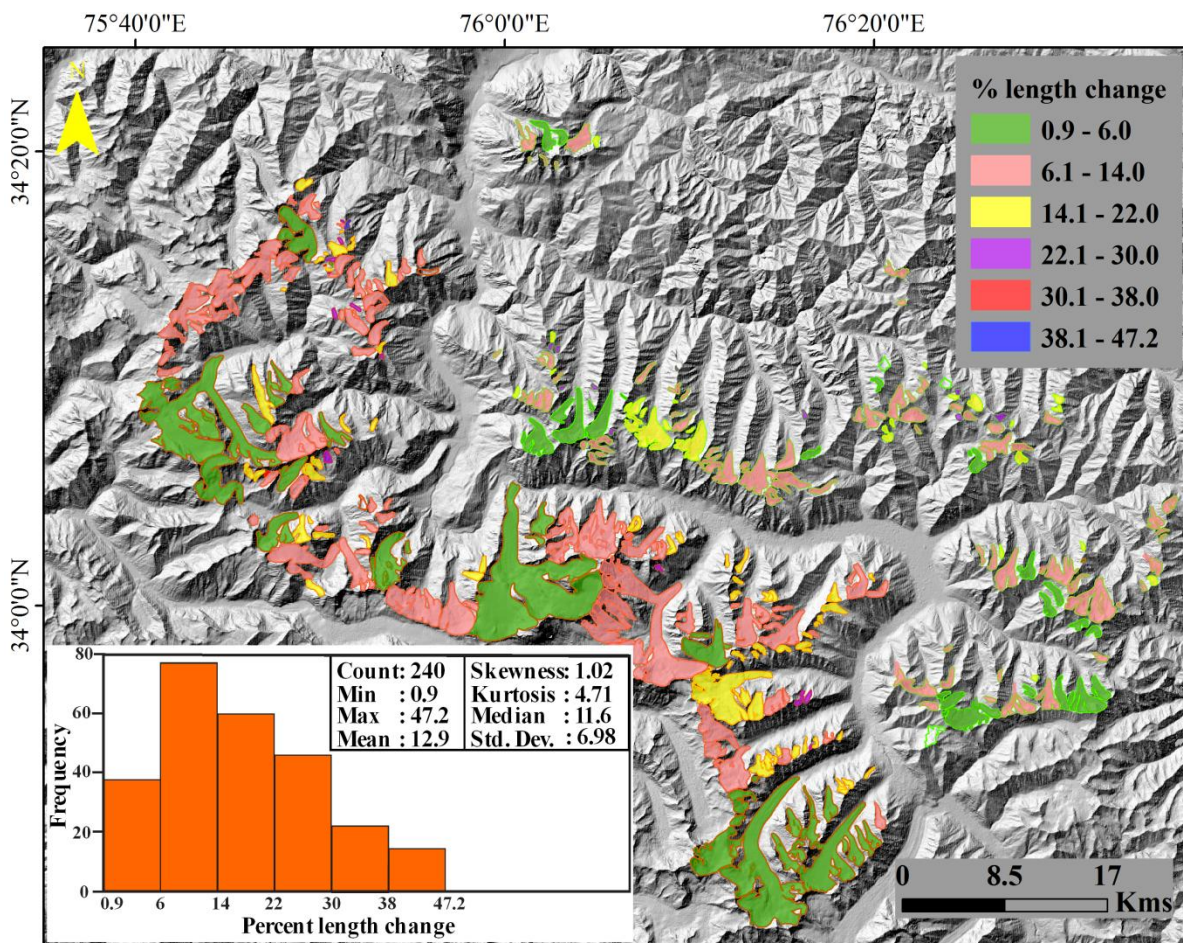 75°40'0"E 76°0'0"E 76°20'0"E
N
34°20'0"N
34°0'0"N
% length change
0.9 - 6.0
6.1 - 14.0
14.1 - 22.0
22.1 - 30.0
30.1 - 38.0
38.1 - 47.2
Count: 240 Skewness: 1.02
Min : 0.9 Kurtosis : 4.71
Max : 47.2 Median : 11.6
Mean : 12.9 Std. Dev. : 6.98
Frequency
80
60
40
20
0
0.9 6 14 22 30 38 47.2
Percent length change
0 8.5 17
Kms